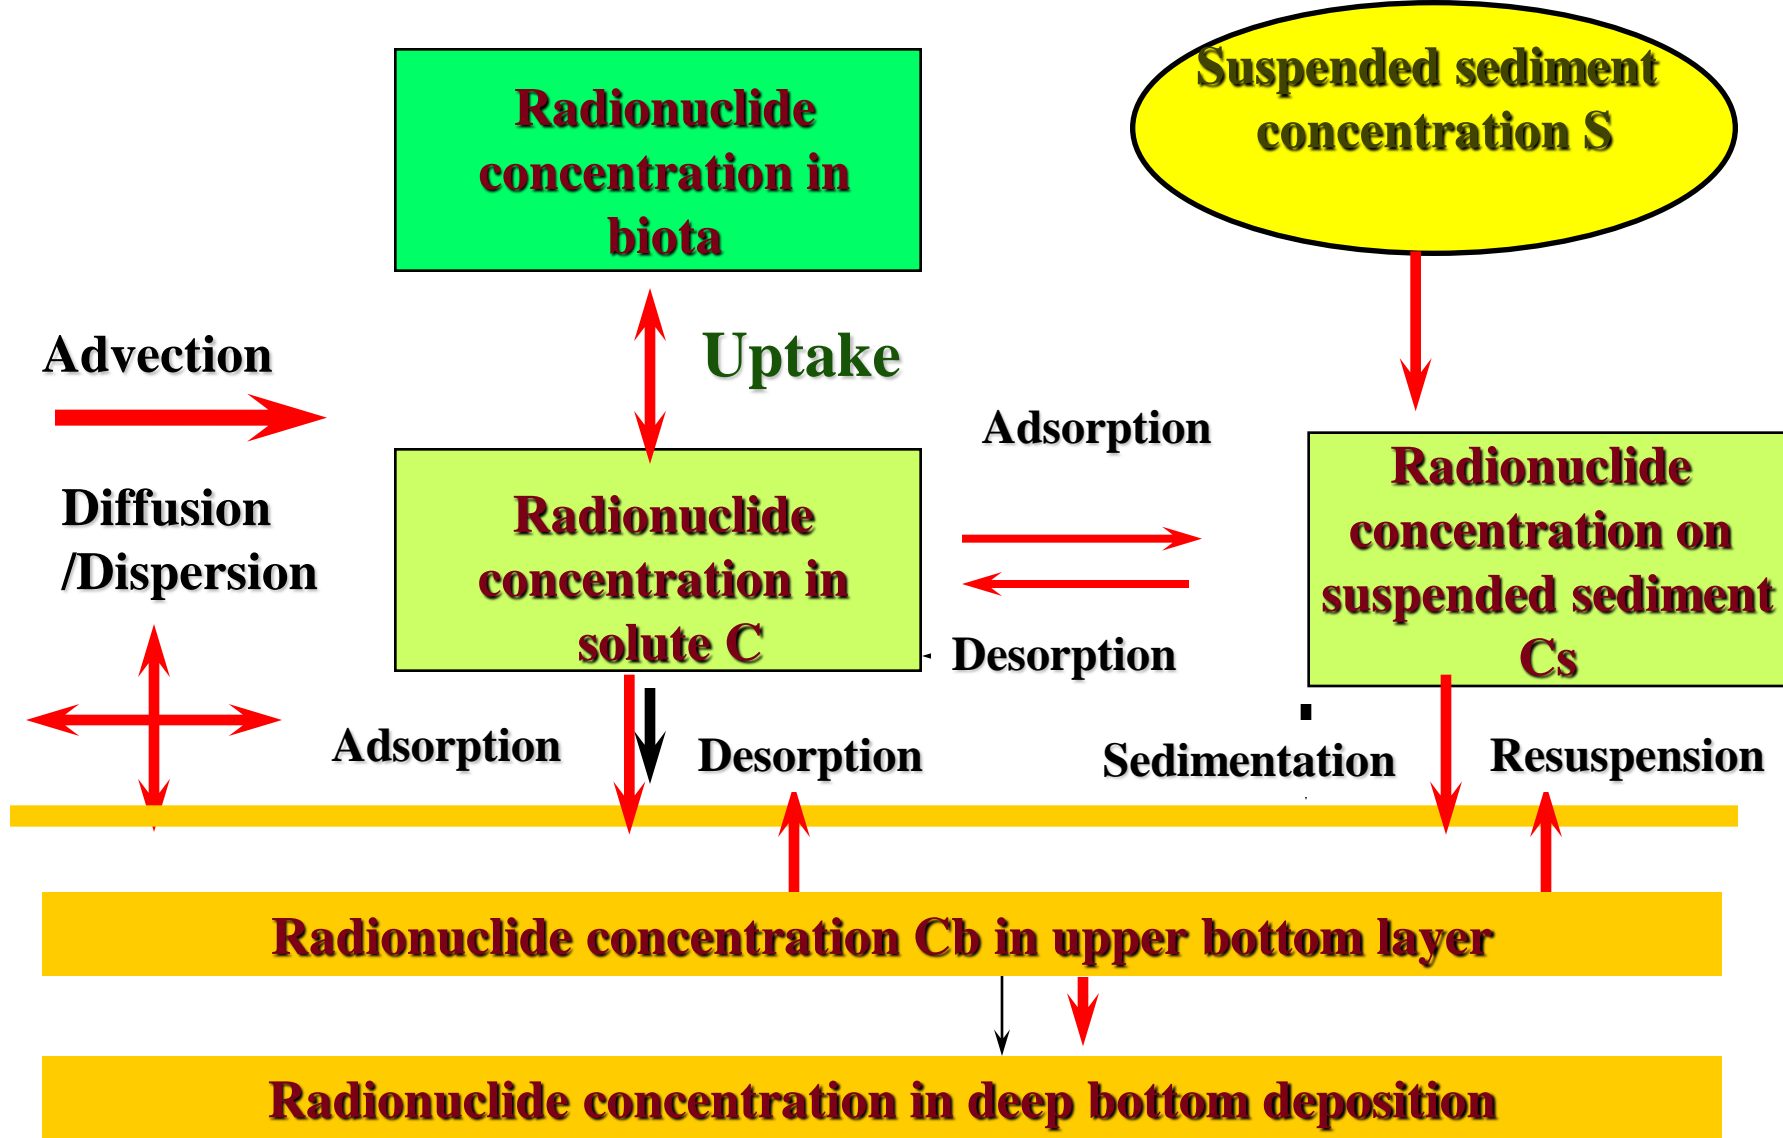 Radionuclide
concentration in
biota
Suspended sediment
concentration S
Advection
Uptake
Adsorption
Diffusion
/Dispersion
Radionuclide
concentration in
solute C
Radionuclide
concentration on
suspended sediment
Cs
Desorption
Adsorption
Desorption
Sedimentation
Resuspension
Radionuclide concentration Cb in upper bottom layer
Radionuclide concentration in deep bottom deposition